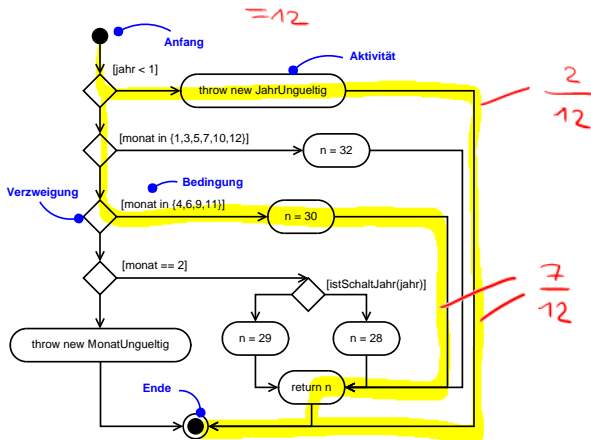 =12
Anfang
Aktivität
[jahr < 1]
throw new JahrUngueltig
2
12
[monat in {1,3,5,7,10,12}]
n = 32
Bedingung
Verzweigung
[monat in {4,6,9,11}]
n = 30
[monat == 2]
[istSchaltJahr(jahr)]
7
12
throw new MonatUngueltig
n = 29
n = 28
Ende
return n